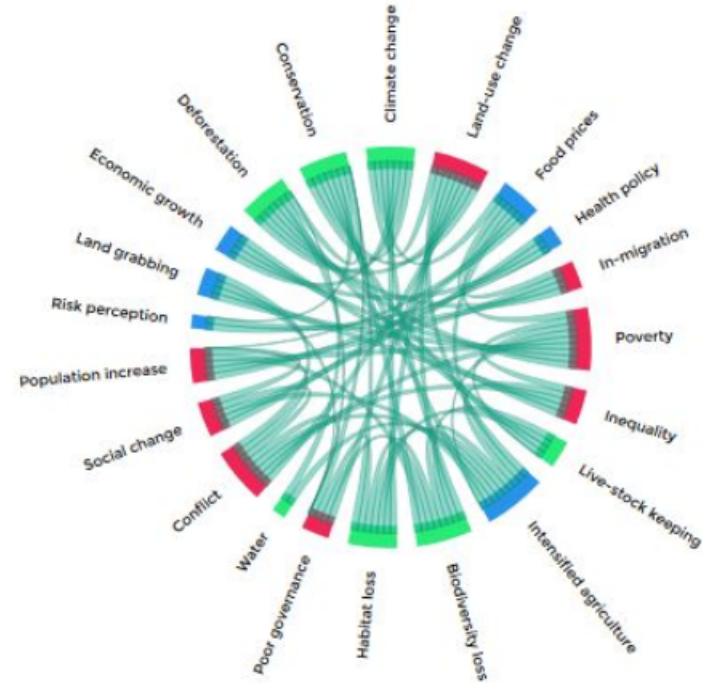 Climate change
Land-use change
Food prices
Health policy
In-migration
Poverty
Inequality
Live-stock keeping
Intensified agriculture
Biodiversity loss
Habitat loss
Poor governance
Water
Conflict
Social change
Population increase
Risk perception
Land grabbing
Economic growth
Deforestation
Conservation